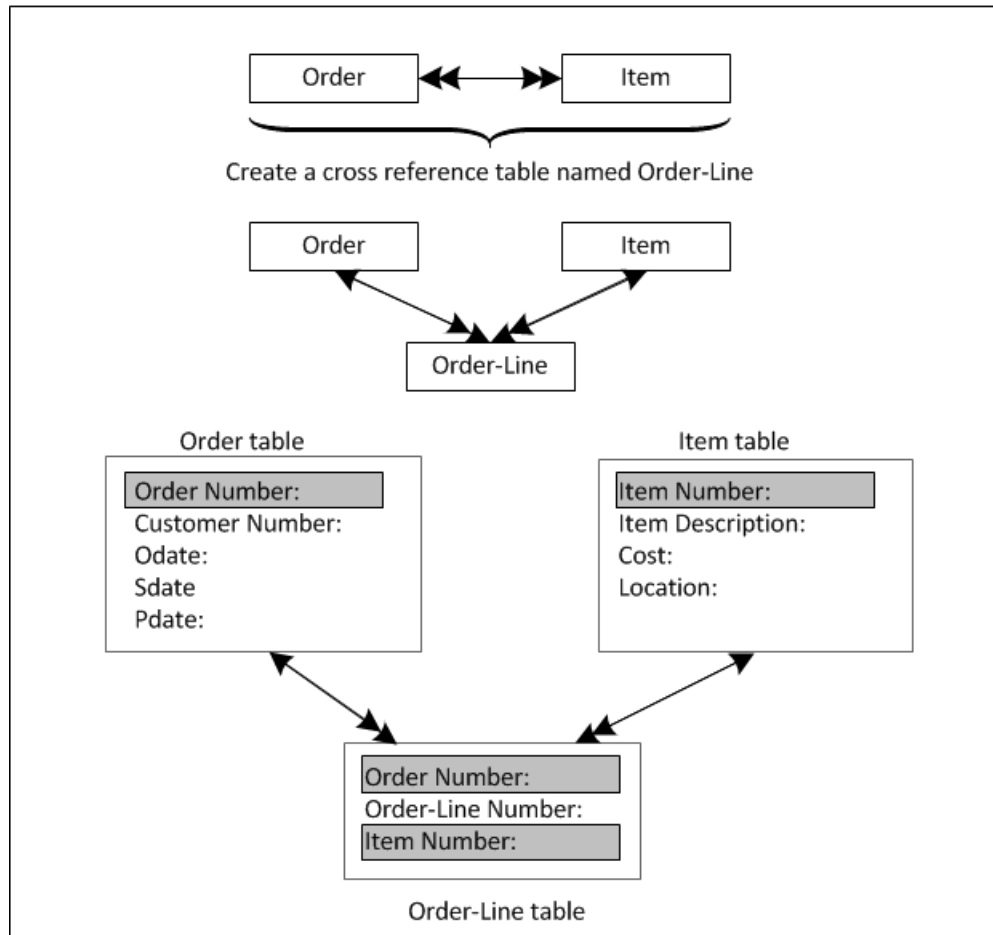 Order
Item
Create a cross reference table named Order-Line
Order
Item
Order-Line
Order table
Order Number:
Customer Number:
Odate:
Sdate
Pdate:
Item table
Item Number:
Item Description:
Cost:
Location:
Order Number:
Order-Line Number:
Item Number:
Order-Line table